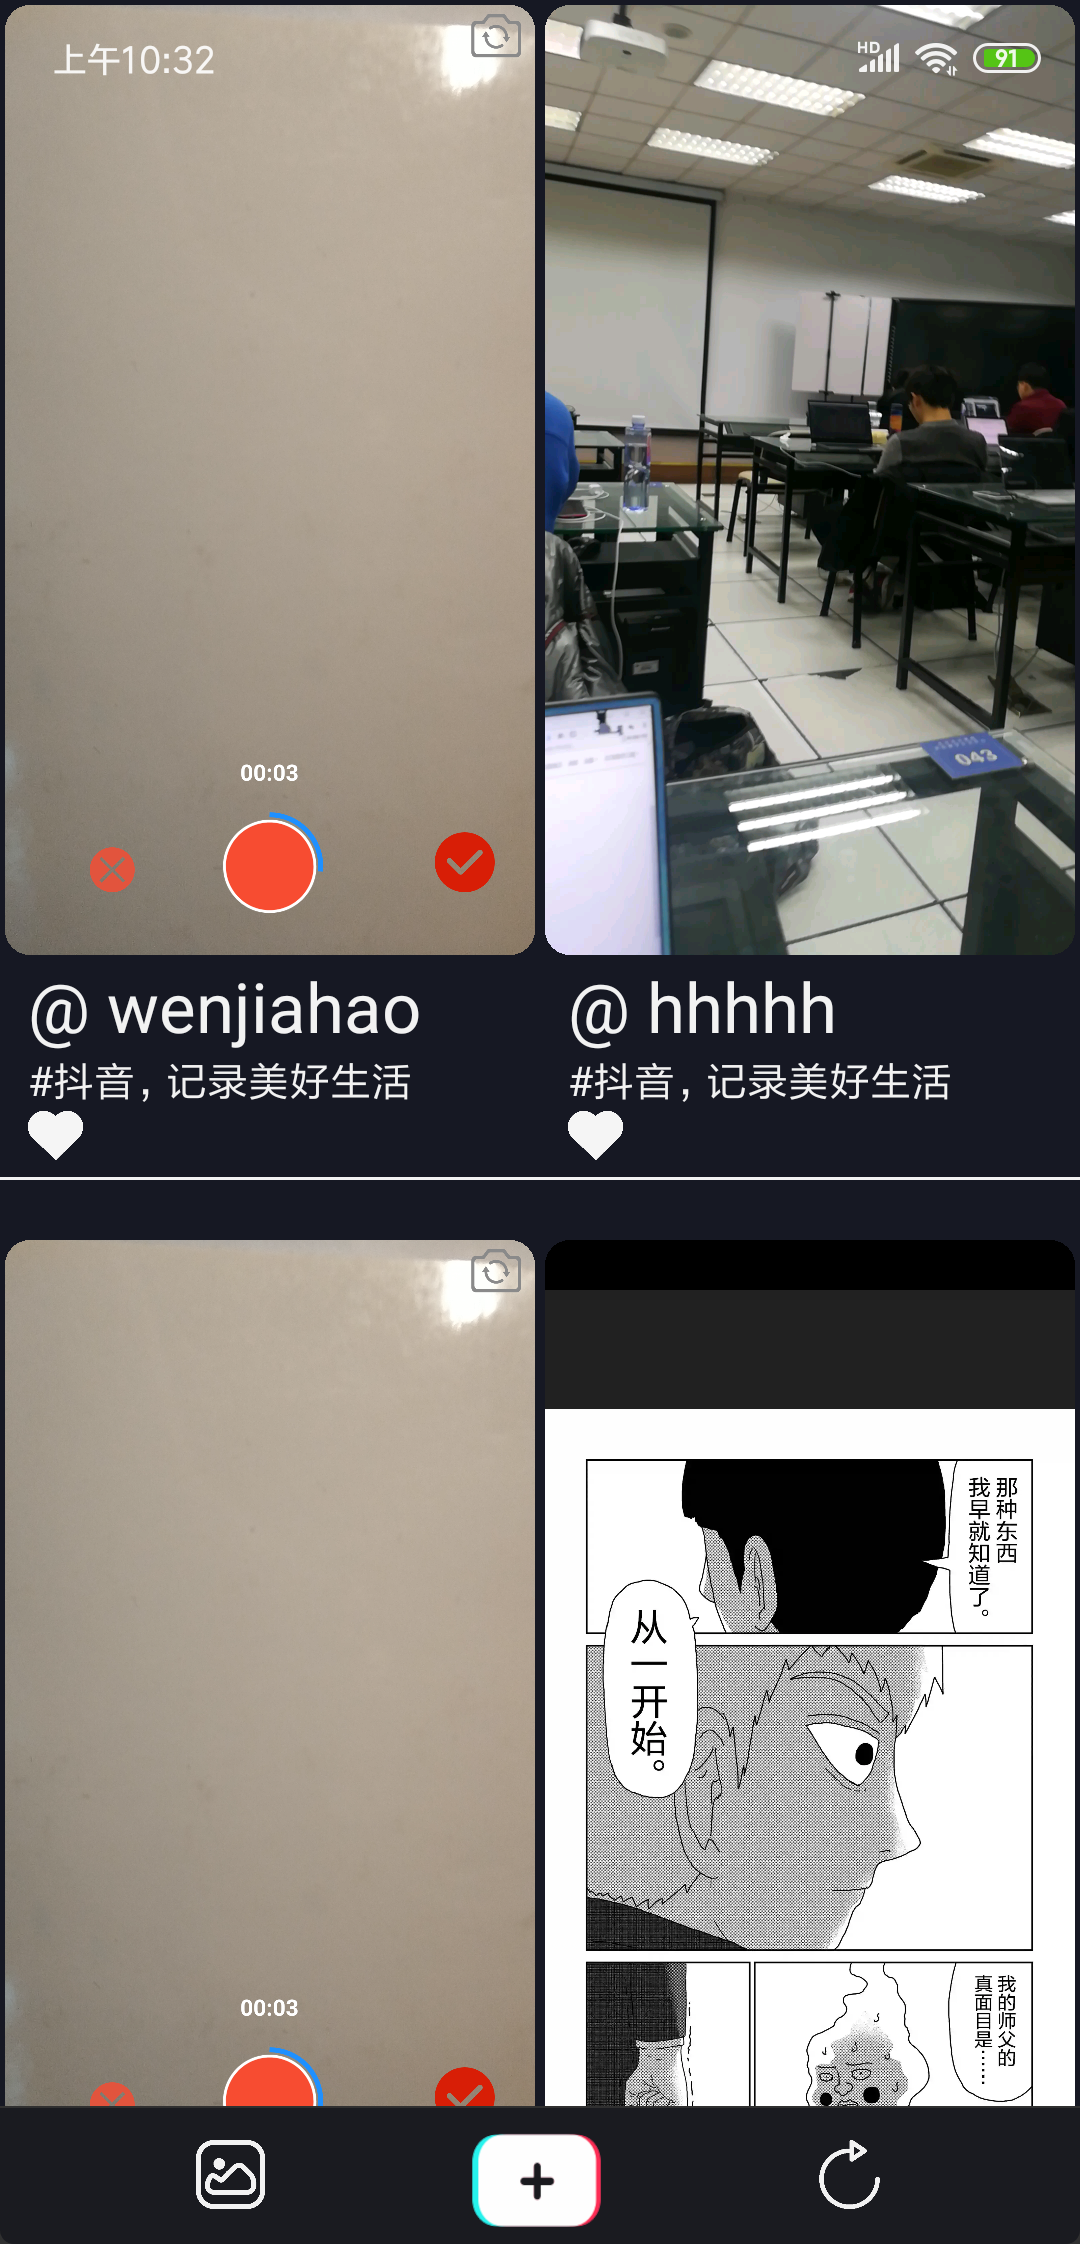 上午10:32
HD
91
043
00:03
@ wenjiahao
#抖音，记录美好生活
@ hhhhh
#抖音，记录美好生活
00:03
那种东西
我早就知道了。
从一开始。
我的师父的
真面目是……